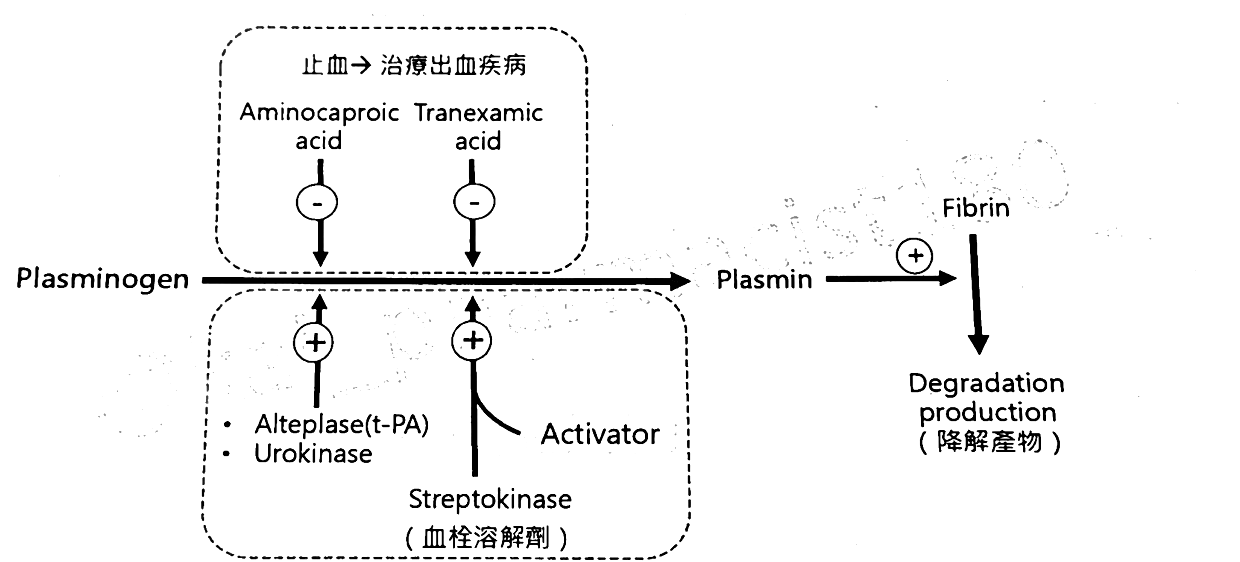 止血→ 治療出血疾病
Aminocaproic acid
Tranexamic acid
-
-
Plasminogen
Plasmin
+
Fibrin
+
+
• Alteplase(t-PA)
• Urokinase
Activator
Streptokinase
(血栓溶解劑)
Degradation
production
(降解產物)